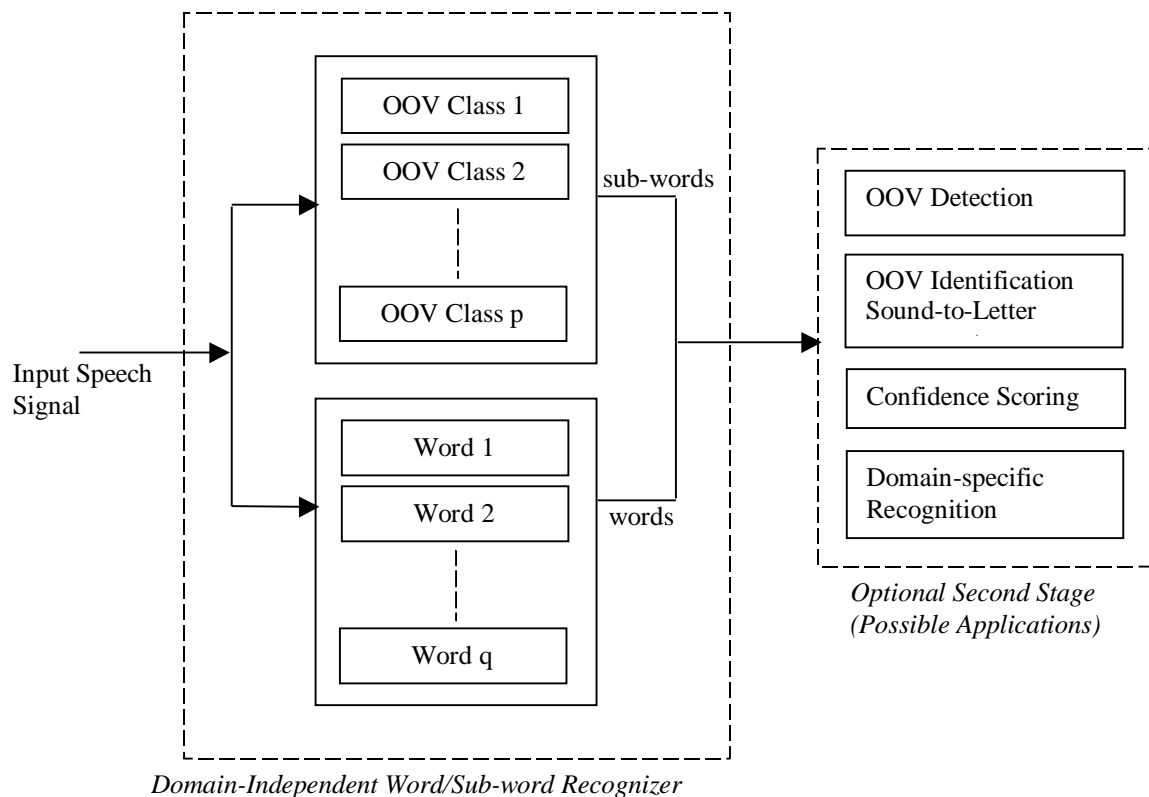 Input Speech
Signal
OOV Class 1
OOV Class 2
OOV Class p
sub-words
Word 1
Word 2
Word q
words
Domain-Independent Word/Sub-word Recognizer
OOV Detection
OOV Identification
Sound-to-Letter
Confidence Scoring
Domain-specific
Recognition
Optional Second Stage
(Possible Applications)